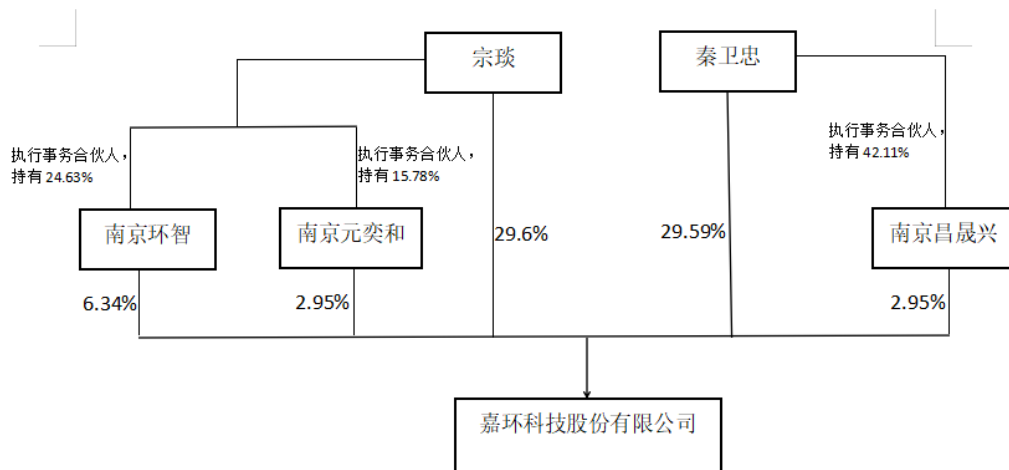 宗琰
秦卫忠
执行事务合伙人，
持有 24.63%
执行事务合伙人，
持有 15.78%
执行事务合伙人，
持有 42.11%
南京环智
南京元奕和
29.6%
29.59%
南京昌晟兴
6.34%
2.95%
2.95%
嘉环科技股份有限公司